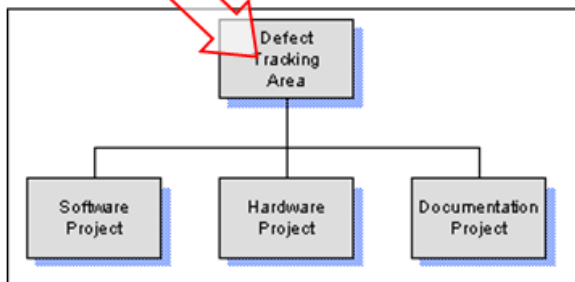 Defect
Tracking
Area
Software
Project
Hardware
Project
Documentation
Project